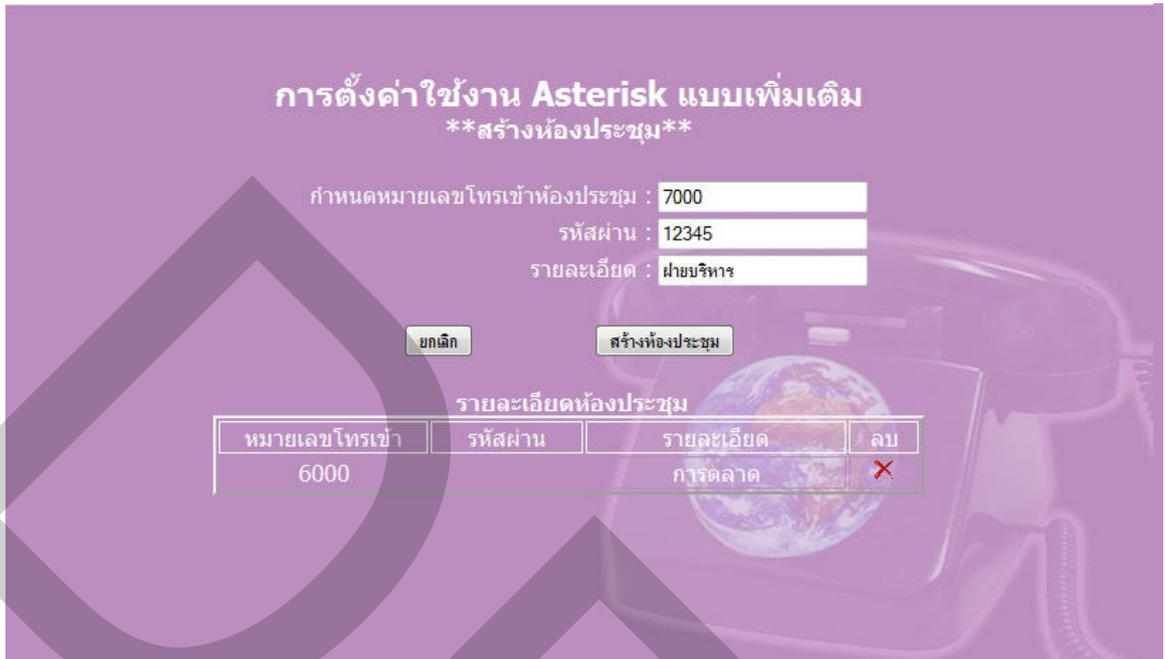 การตั้งค่าใช้งาน Asterisk แบบเพิ่มเติม
**สร้างห้องประชุม**
กำหนดหมายเลขโทรเข้าห้องประชุม : 7000
รหัสผ่าน : 12345
รายละเอียด : ฝ่ายบริหาร
ยกเลิก สร้างห้องประชุม
รายละเอียดห้องประชุม
หมายเลขโทรเข้า รหัสผ่าน รายละเอียด ลบ
6000 การตลาด